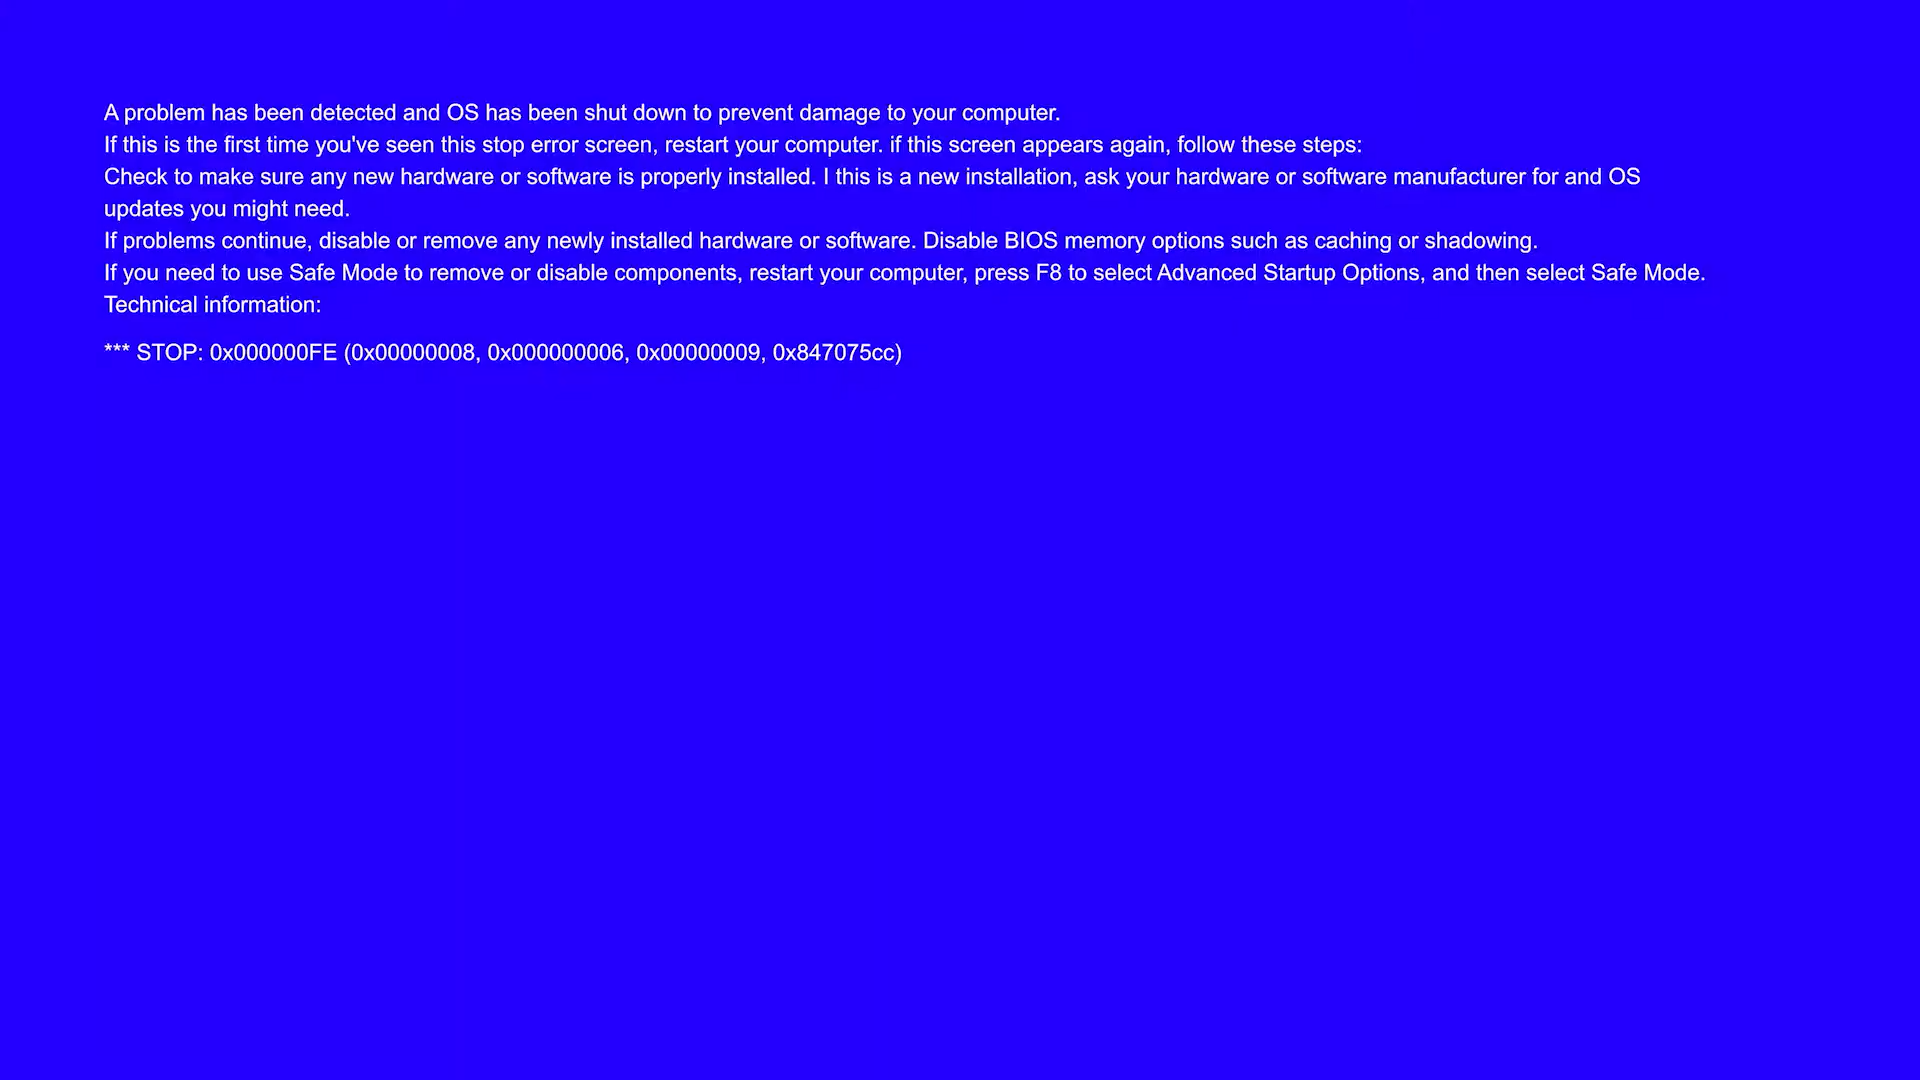 A problem has been detected and OS has been shut down to prevent damage to your computer.
If this is the first time you've seen this stop error screen, restart your computer. if this screen appears again, follow these steps:
Check to make sure any new hardware or software is properly installed. I this is a new installation, ask your hardware or software manufacturer for and OS
updates you might need.
If problems continue, disable or remove any newly installed hardware or software. Disable BIOS memory options such as caching or shadowing.
If you need to use Safe Mode to remove or disable components, restart your computer, press F8 to select Advanced Startup Options, and then select Safe Mode.
Technical information:
*** STOP: 0x000000FE (0x00000008, 0x000000006, 0x00000009, 0x847075cc)